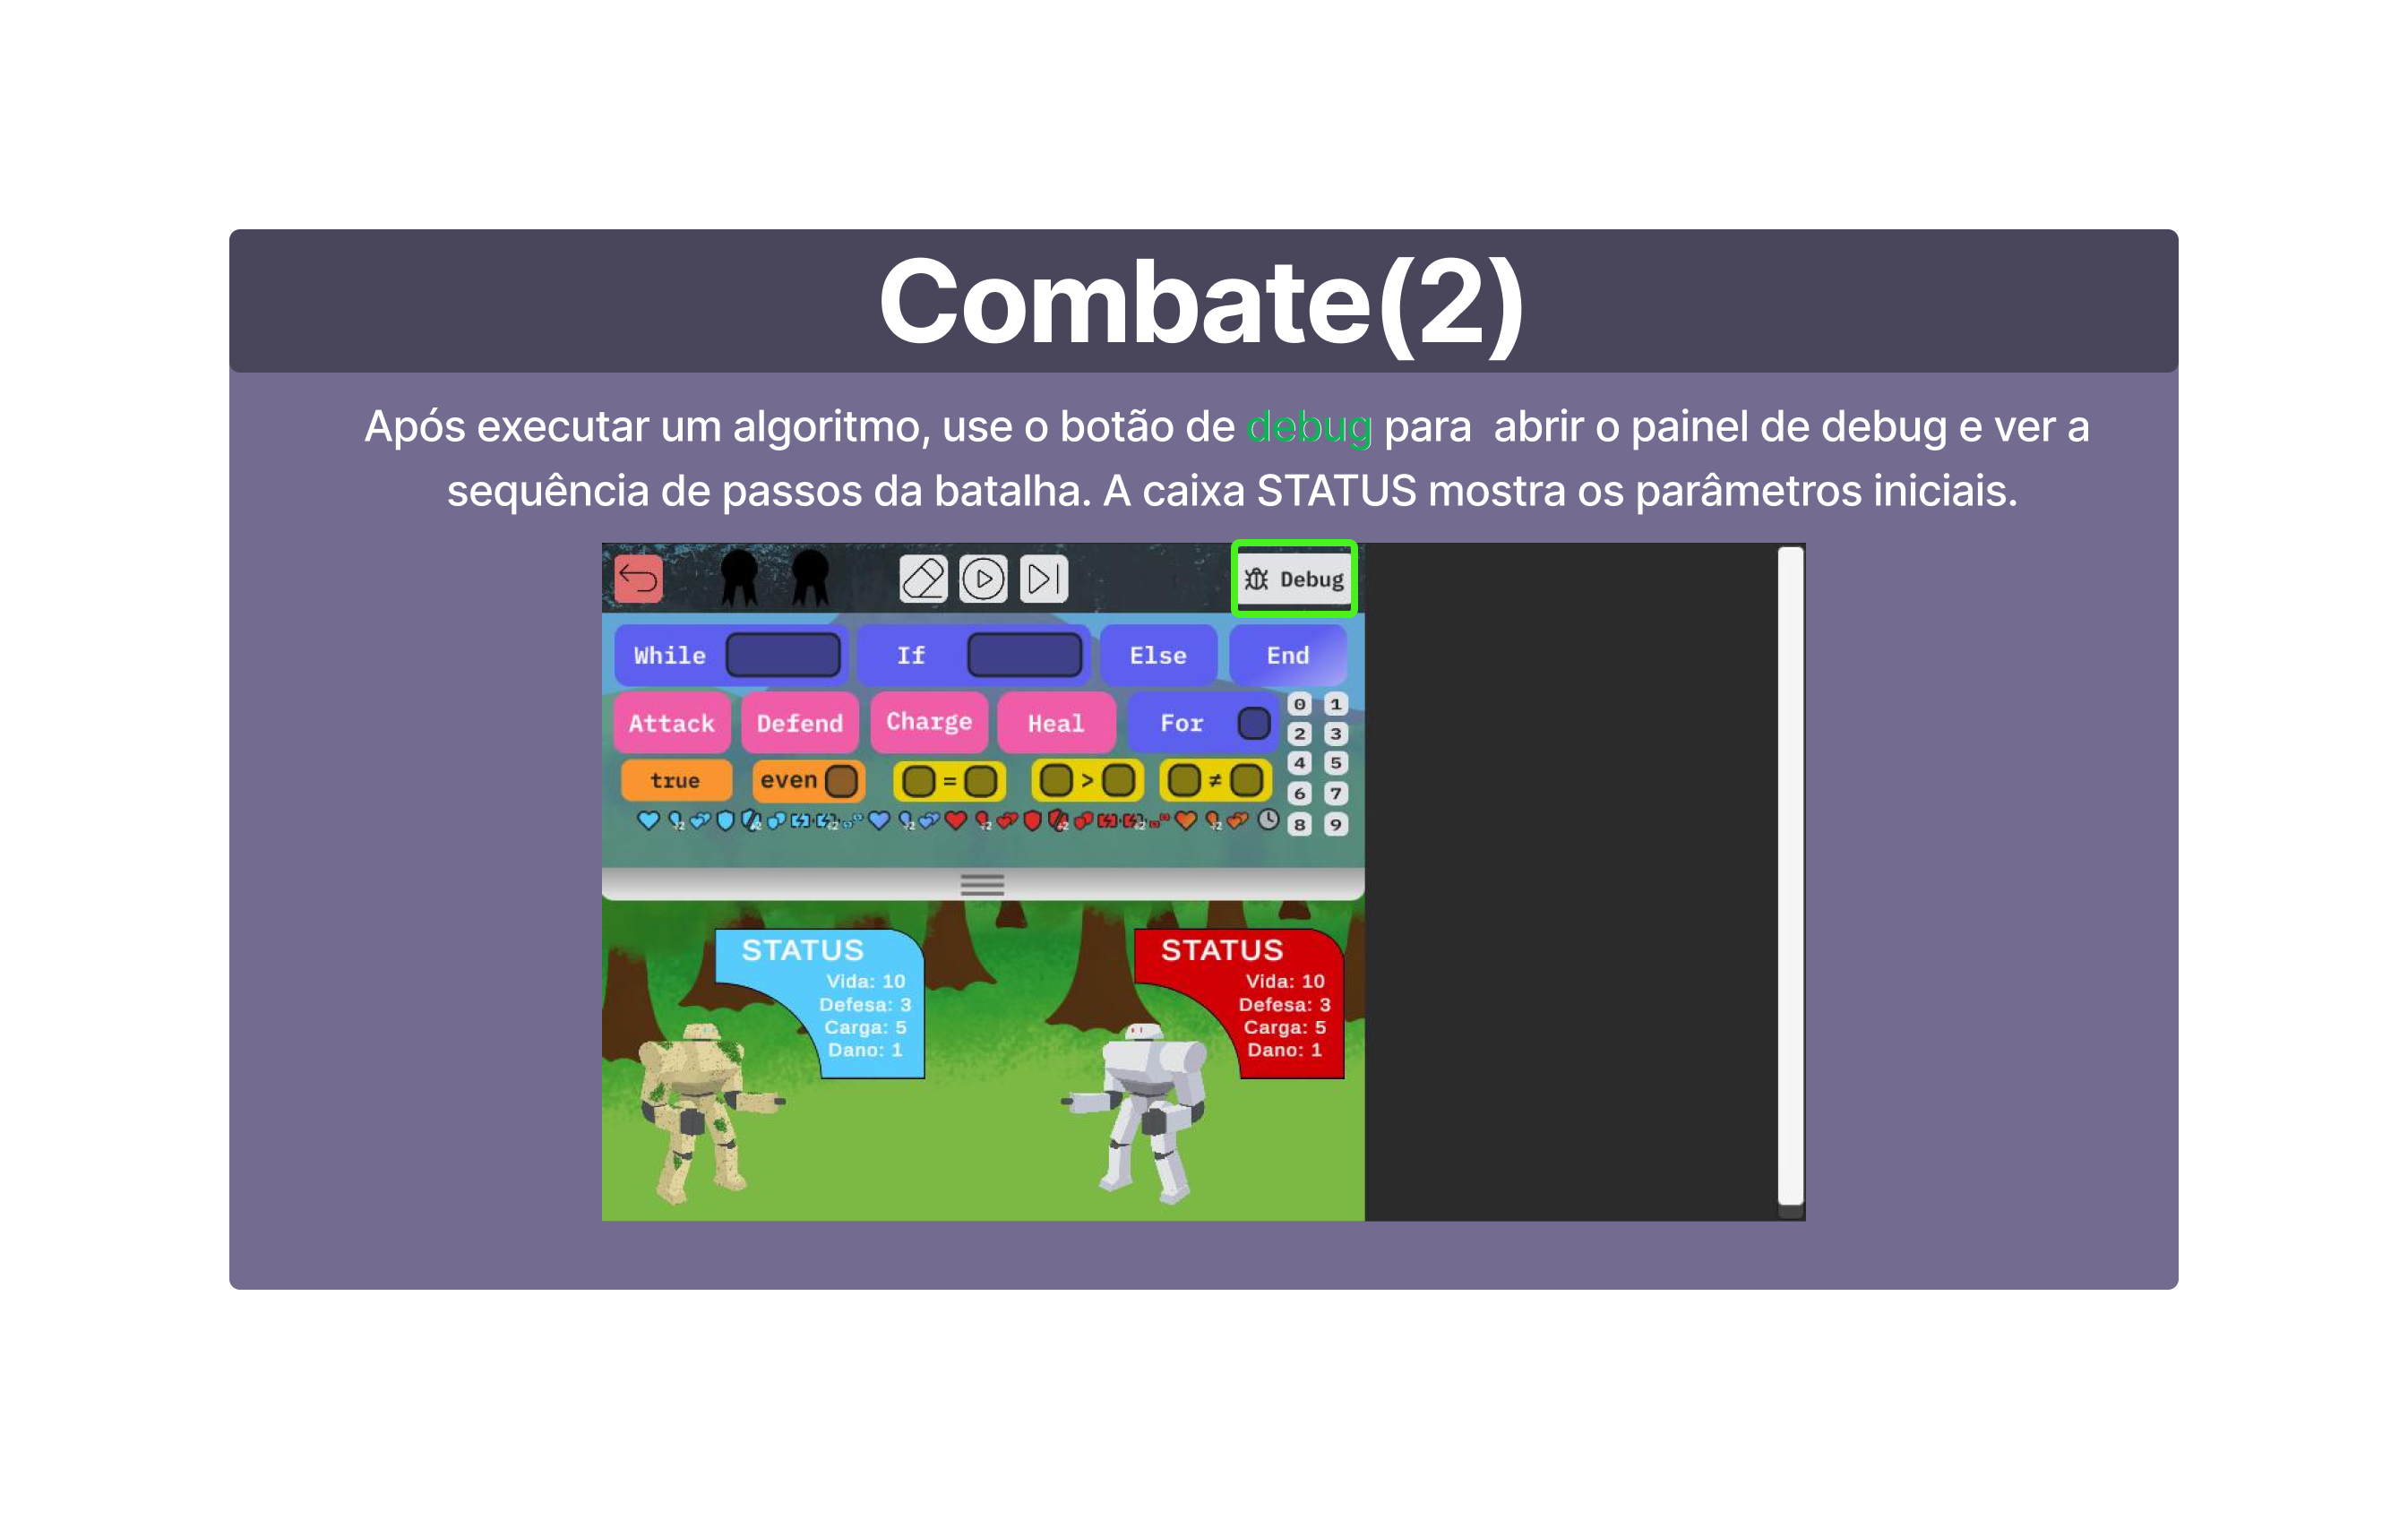 Combate(2)
Após executar um algoritmo, use o botão de debug para  abrir o painel de debug e ver a
sequência de passos da batalha. A caixa STATUS mostra os parâmetros iniciais.
Debug
While If Else End
Attack Defend Charge Heal For
0 1
2 3
4 5
6 7
8 9
true even = > ≠
STATUS
Vida: 10
Defesa: 3
Carga: 5
Dano: 1
STATUS
Vida: 10
Defesa: 3
Carga: 5
Dano: 1